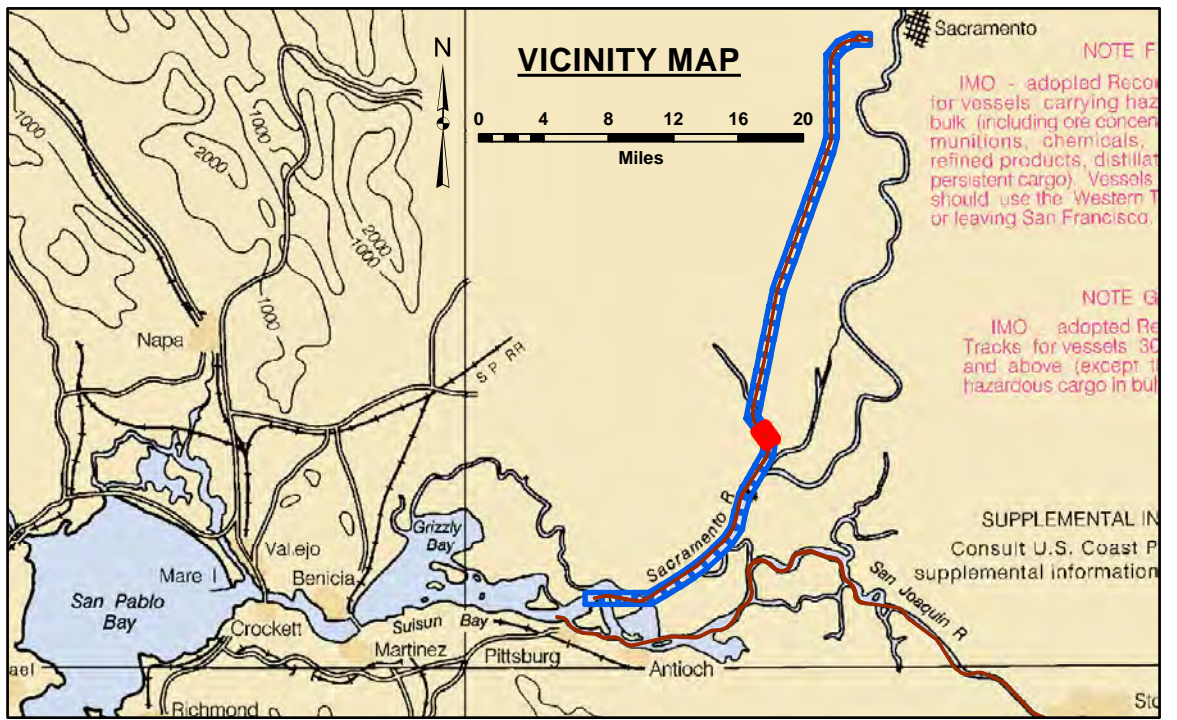 N
VICINITY MAP
0 4 8 12 16 20
Miles
Sacramento
NOTE F
IMO - adopted Recor
for vessels carrying haz
bulk (including ore concen
munitions, chemicals,
refined products, distillat
persistent cargo). Vessels
should use the Western T
or leaving San Francisco.
NOTE G
IMO adopted Re
Tracks for vessels 30
and above (except t
hazardous cargo in bul
1000
1000
2000
2000
1000
1000
Napa
S P RR
SUPPLEMENTAL IN
Consult U.S. Coast P
supplemental information
Sacramento R
San Joaquin R
Grizzly
Bay
Vallejo
Mare I
Benicia
San Pablo
Bay
Crockett
Suisun Bay
Martinez
Pittsburg
Antioch
ael
Richmond
Sto